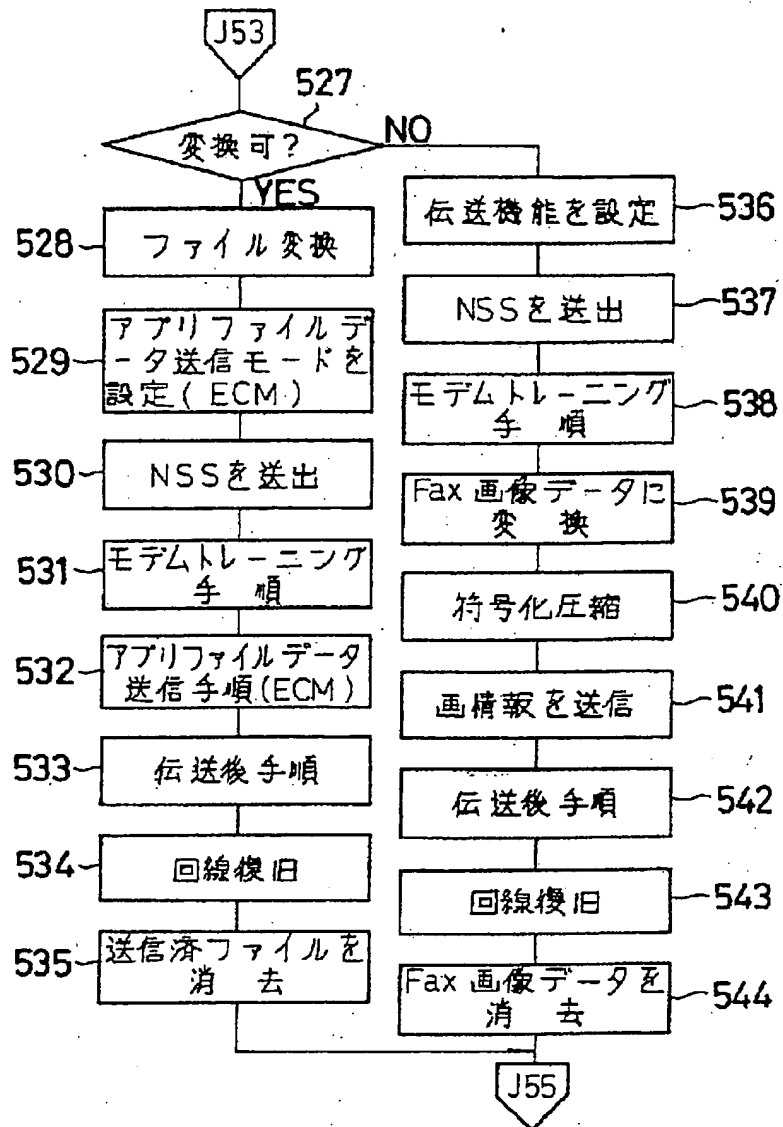 J53
527
変換可?
NO
YES
528
ファイル変換
529
アプリファイルデ
ータ送信モードを
設定(ECM)
530
NSSを送出
531
モデムトレーニング
手 順
532
アプリファイルデータ
送信手順(ECM)
533
伝送後手順
534
回線復旧
535
送信済ファイルを
消 去
伝送機能を設定
536
NSSを送出
537
モデムトレーニング
手 順
538
Fax 画像データに
変 換
539
符号化圧縮
540
画情報を送信
541
伝送後手順
542
回線復旧
543
Fax 画像データを
消 去
544
J55